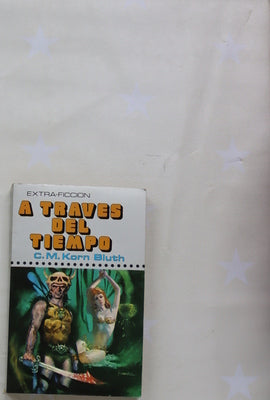 EXTRA-FICCION
A TRAVES
DEL
TIEMPO
C.M. Korn Bluth